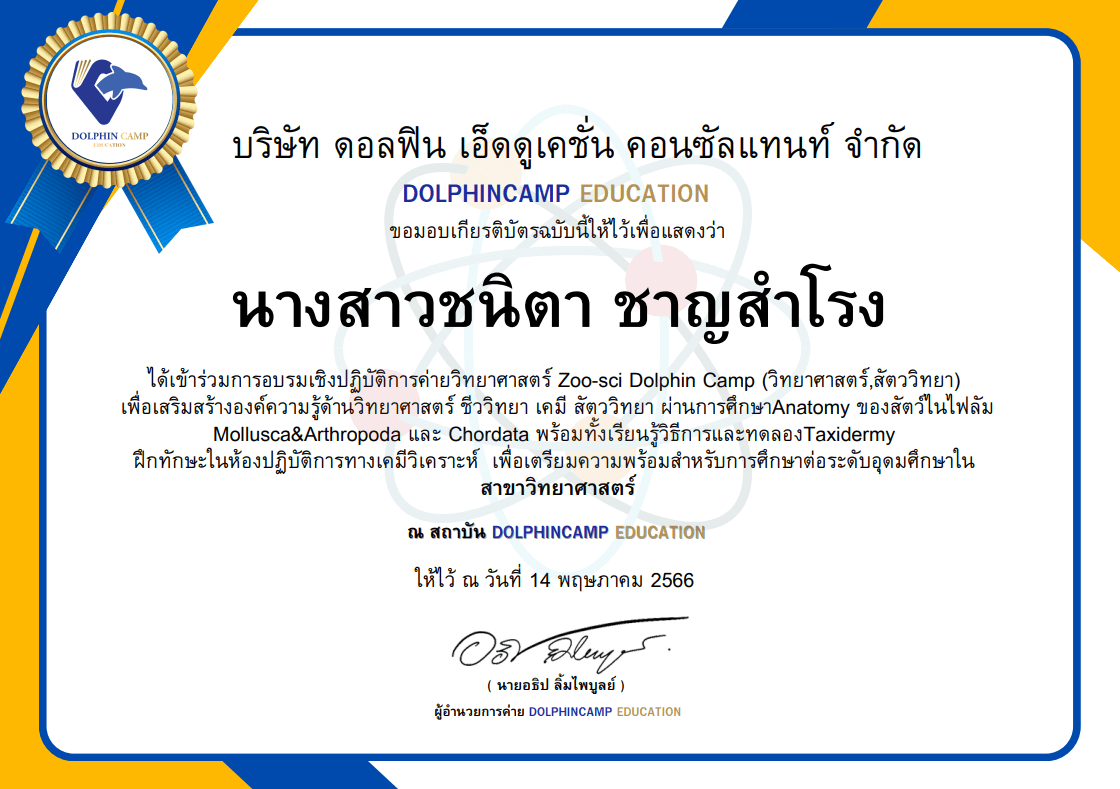 DOLPHIN CAMP
EDUCATION
บริษัท ดอลฟิน เอ็ดดูเคชั่น คอนซัลแทนท์ จำกัด
DOLPHINCAMP EDUCATION
ขอมอบเกียรติบัตรฉบับนี้ให้ไว้เพื่อแสดงว่า
นางสาวชนิตา ชาญสำโรง
ได้เข้าร่วมการอบรมเชิงปฏิบัติการค่ายวิทยาศาสตร์ Zoo-sci Dolphin Camp (วิทยาศาสตร์,สัตววิทยา)
เพื่อเสริมสร้างองค์ความรู้ด้านวิทยาศาสตร์ ชีววิทยา เคมี สัตววิทยา ผ่านการศึกษาAnatomy ของสัตว์ในไฟลัม
Mollusca&Arthropoda และ Chordata พร้อมทั้งเรียนรู้วิธีการและทดลองTaxidermy
ฝึกทักษะในห้องปฏิบัติการทางเคมีวิเคราะห์ เพื่อเตรียมความพร้อมสำหรับการศึกษาต่อระดับอุดมศึกษาใน
สาขาวิทยาศาสตร์
ณ สถาบัน DOLPHINCAMP EDUCATION
ให้ไว้ ณ วันที่ 14 พฤษภาคม 2566
( นายอธิป ลิ้มไพบูลย์ )
ผู้อำนวยการค่าย DOLPHINCAMP EDUCATION